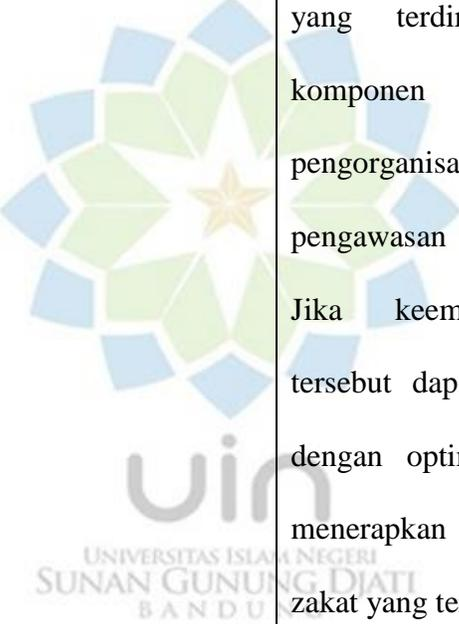 yang terdir
komponen
pengorganisa
pengawasan
Jika keem
tersebut dap
dengan optir
menerapkan
zakat yang te
uin
UNIVERSITAS ISLAM NEGERI
SUNAN GUNUNG DJATI
BANDUNG